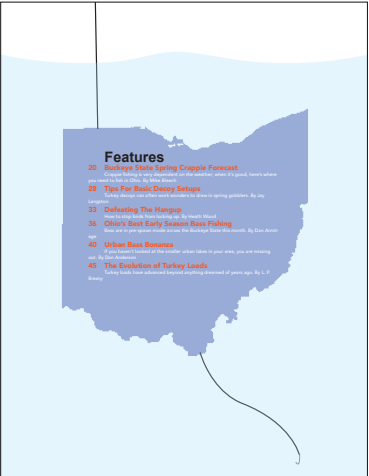 Features
20 Buckeye State Spring Crappie Forecast
Crappie fishing is very dependent on the weather; when it's good, here's where
you need to fish in Ohio. By Mike Bleech
28 Tips For Basic Decoy Setups
Turkey decoys can often work wonders to draw in spring gobblers. By Jay
Langston
33 Defeating The Hangup
How to stop birds from locking up. By Heath Wood
36 Ohio's Best Early Season Bass Fishing
Bass are in pre-spawn mode across the Buckeye State this month. By Dan Armit-
age
40 Urban Bass Bonanza
If you haven't looked at the smaller urban lakes in your area, you are missing
out. By Dan Anderson
45 The Evolution of Turkey Loads
Turkey loads have advanced beyond anything dreamed of years ago. By L. P.
Brezny